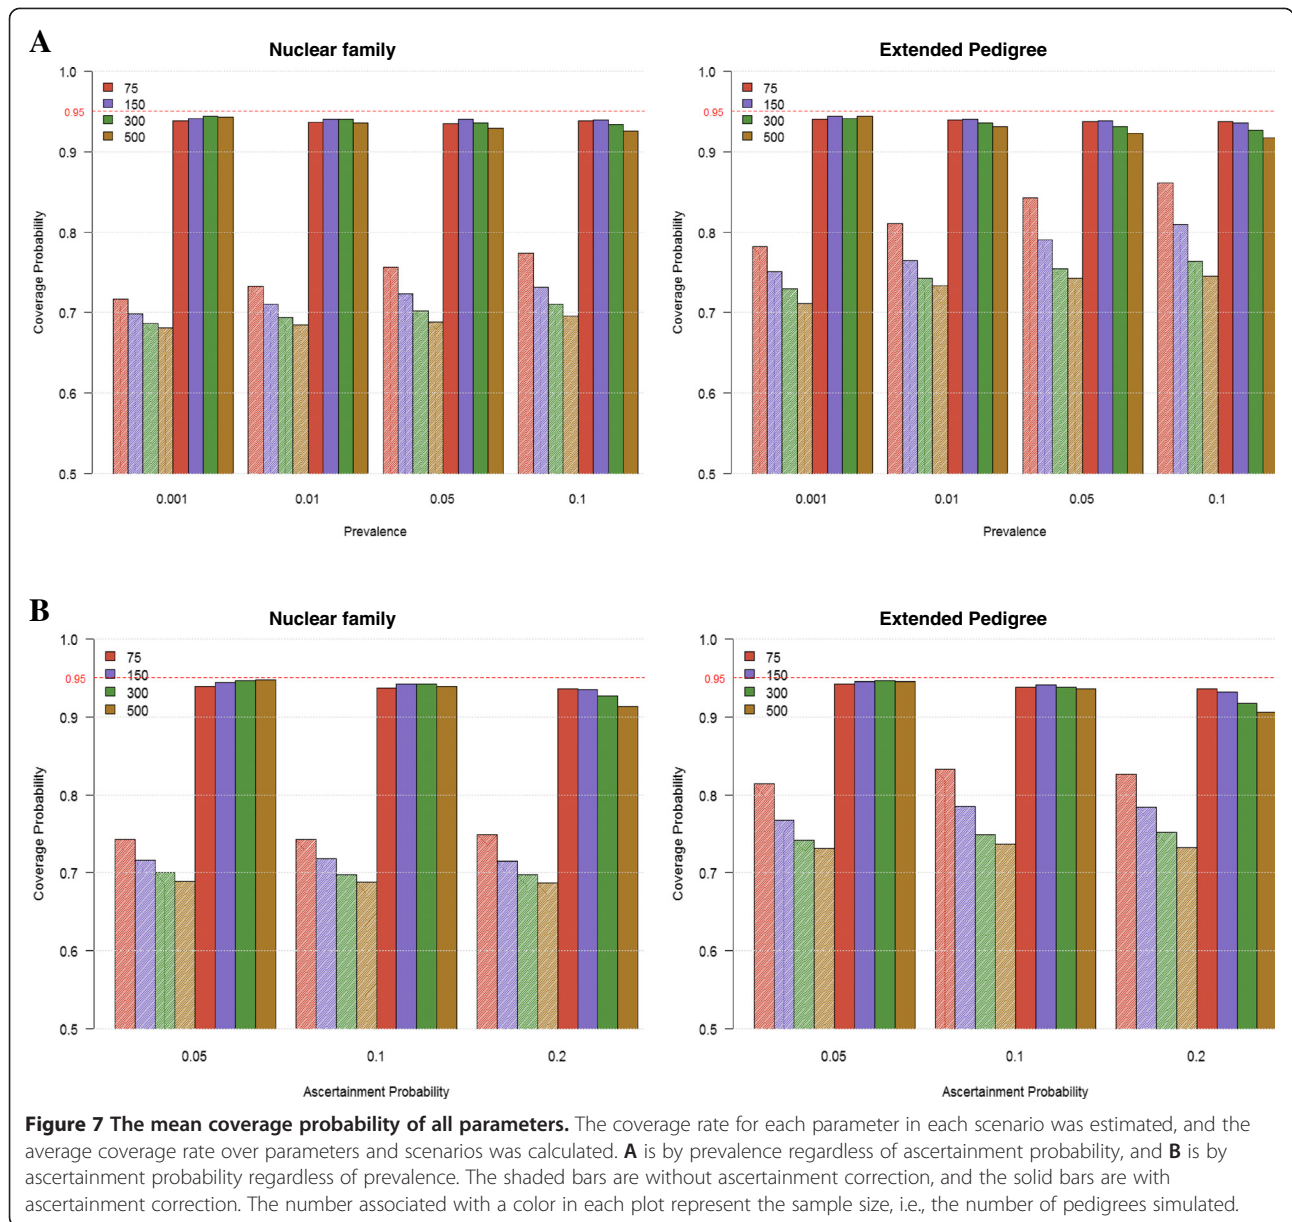 A
Nuclear family
1.0
0.95
0.9
0.8
0.7
0.6
0.5
75
150
300
500
Coverage Probability
0.001 0.01 0.05 0.1
Prevalence
Extended Pedigree
1.0
0.95
0.9
0.8
0.7
0.6
0.5
75
150
300
500
Coverage Probability
0.001 0.01 0.05 0.1
Prevalence
B
Nuclear family
1.0
0.95
0.9
0.8
0.7
0.6
0.5
75
150
300
500
Coverage Probability
0.05 0.1 0.2
Ascertainment Probability
Extended Pedigree
1.0
0.95
0.9
0.8
0.7
0.6
0.5
75
150
300
500
Coverage Probability
0.05 0.1 0.2
Ascertainment Probability
Figure 7 The mean coverage probability of all parameters. The coverage rate for each parameter in each scenario was estimated, and the
average coverage rate over parameters and scenarios was calculated. A is by prevalence regardless of ascertainment probability, and B is by
ascertainment probability regardless of prevalence. The shaded bars are without ascertainment correction, and the solid bars are with
ascertainment correction. The number associated with a color in each plot represent the sample size, i.e., the number of pedigrees simulated.